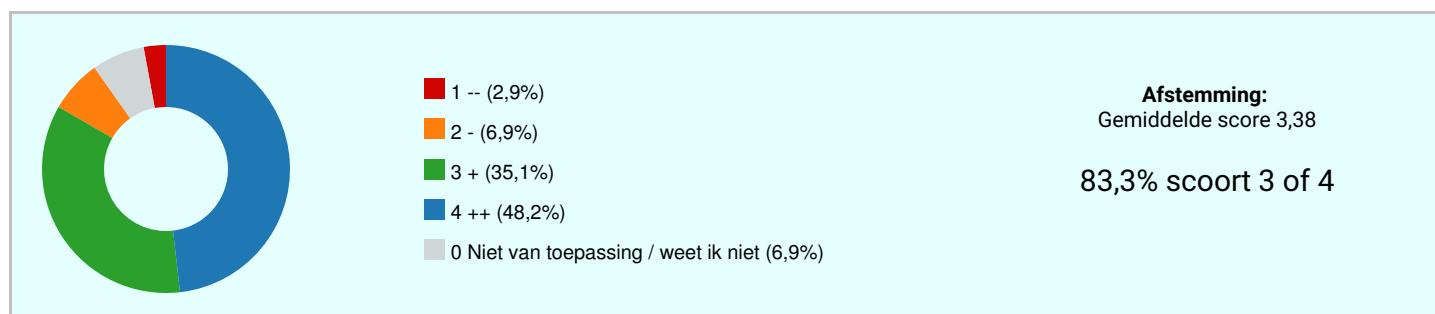 1 -- (2,9%)
2 - (6,9%)
3 + (35,1%)
4 ++ (48,2%)
0 Niet van toepassing / weet ik niet (6,9%)
Afstemming:
Gemiddelde score 3,38
83,3% scoort 3 of 4